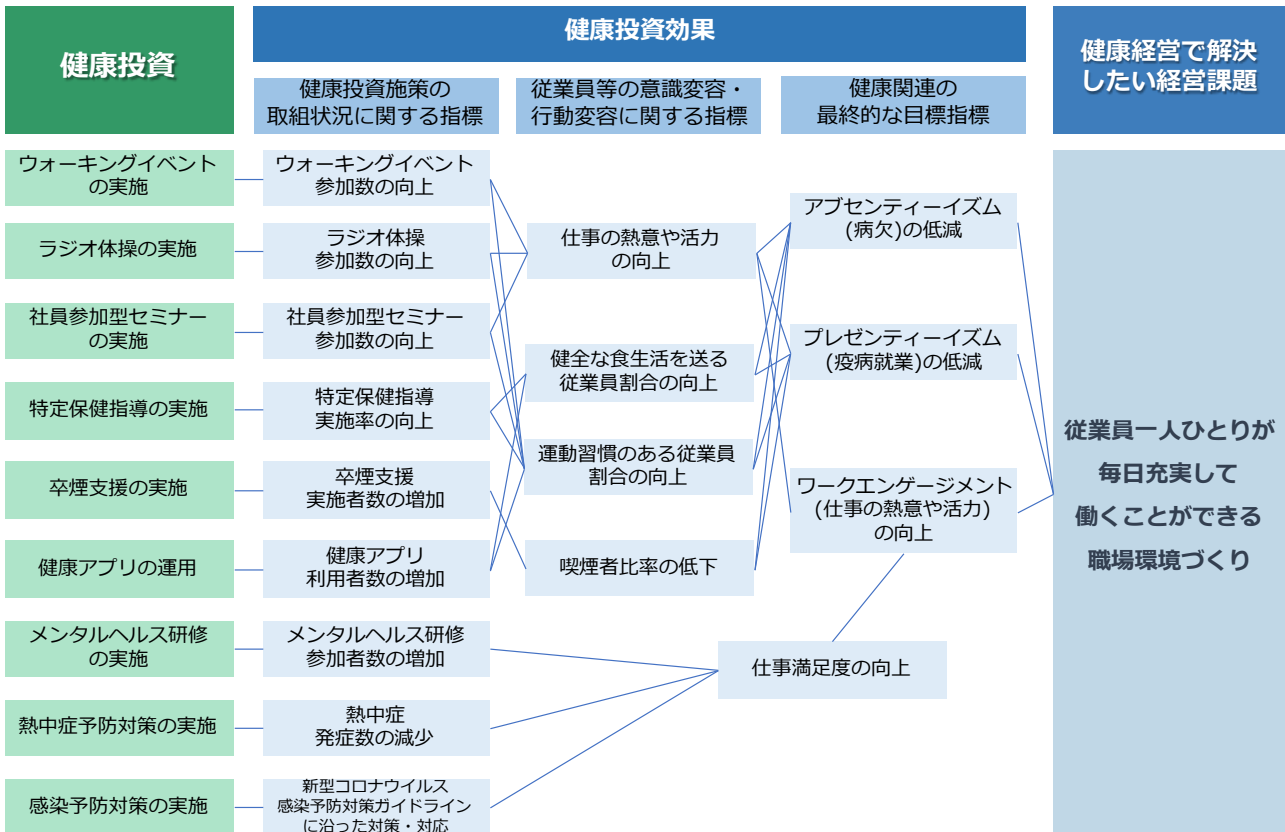 健康投資
健康投資効果
健康経営で解決
したい経営課題
健康投資施策の
取組状況に関する指標
従業員等の意識変容・
行動変容に関する指標
健康関連の
最終的な目標指標
ウォーキングイベント
の実施
ラジオ体操の実施
社員参加型セミナー
の実施
特定保健指導の実施
卒煙支援の実施
健康アプリの運用
メンタルヘルス研修
の実施
熱中症予防対策の実施
感染予防対策の実施
ウォーキングイベント
参加数の向上
ラジオ体操
参加数の向上
社員参加型セミナー
参加数の向上
特定保健指導
実施率の向上
卒煙支援
実施者数の増加
健康アプリ
利用者数の増加
メンタルヘルス研修
参加者数の増加
熱中症
発症数の減少
新型コロナウイルス
感染予防対策ガイドライン
に沿った対策・対応
仕事の熱意や活力
の向上
健全な食生活を送る
従業員割合の向上
運動習慣のある従業員
割合の向上
喫煙者比率の低下
仕事満足度の向上
アブセンティーイズム
(病欠)の低減
プレゼンティーイズム
(疫病就業)の低減
ワークエンゲージメント
(仕事の熱意や活力)
の向上
従業員一人ひとりが
毎日充実して
働くことができる
職場環境づくり